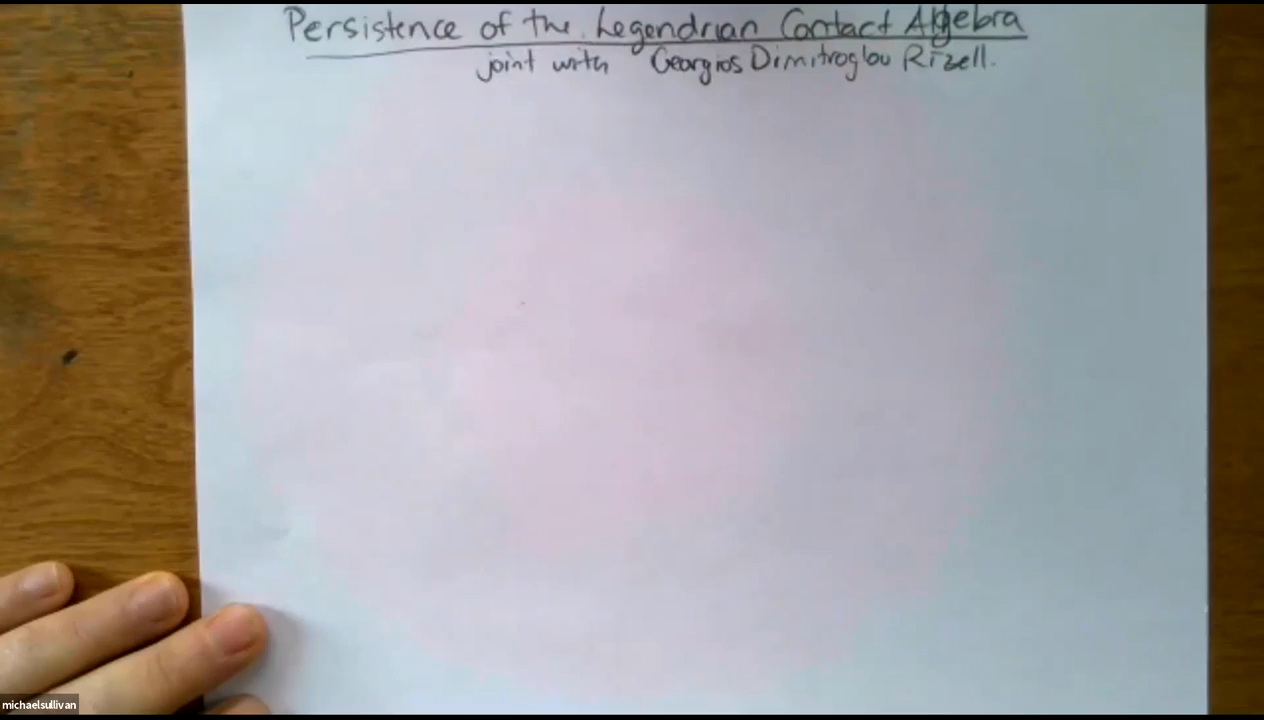 Persistence of the Legendrian Contact Algebra
joint with Georgios Dimitroglou Rizell.
michaelsullivan